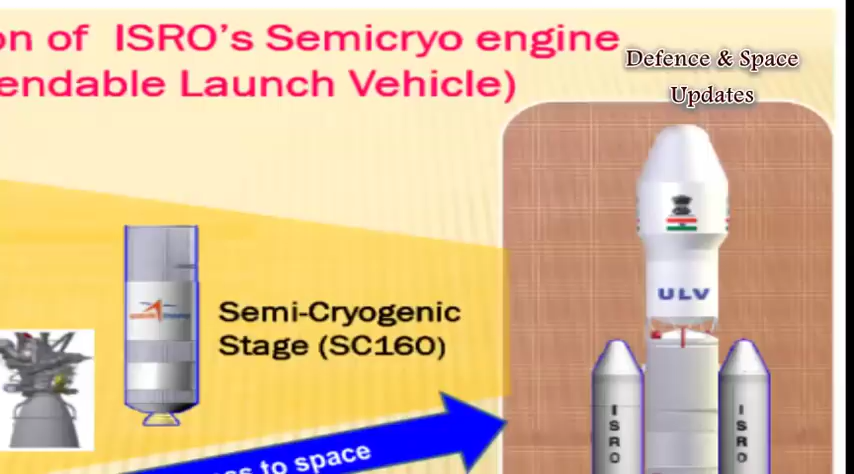 on of ISRO's Semicryo engine
endable Launch Vehicle)
Defence & Space
Updates
ULV
Semi-Cryogenic
Stage (SC160)
ISRO
ISRO
to space